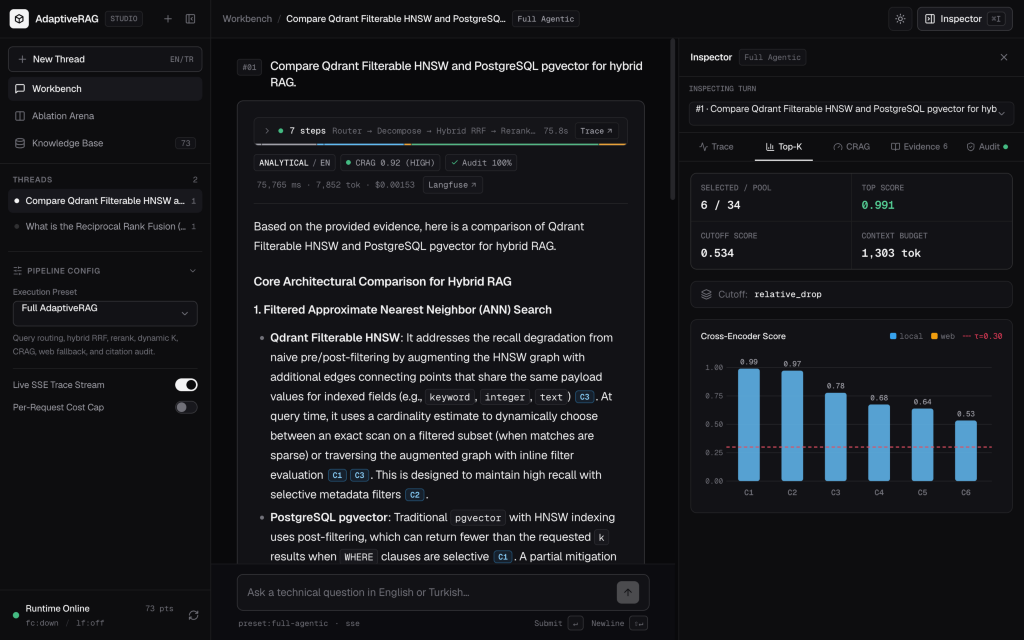 AdaptiveRAG STUDIO
New Thread EN/TR
Workbench
Ablation Arena
Knowledge Base 73
THREADS 2
Compare Qdrant Filterable HNSW a... 1
What is the Reciprocal Rank Fusion (... 1
PIPELINE CONFIG
Execution Preset
Full AdaptiveRAG
Query routing, hybrid RRF, rerank, dynamic K,
CRAG, web fallback, and citation audit.
Live SSE Trace Stream
Per-Request Cost Cap
Runtime Online 73 pts
fc:down / lf:off
Workbench / Compare Qdrant Filterable HNSW and PostgreSQ... Full Agentic
Inspector ⌘I
#01 Compare Qdrant Filterable HNSW and PostgreSQL pgvector for hybrid
RAG.
7 steps Router → Decompose → Hybrid RRF → Rerank… 75.8s Trace ↗
ANALYTICAL / EN CRAG 0.92 (HIGH) ✓ Audit 100%
75,765 ms · 7,852 tok · $0.00153 Langfuse ↗
Based on the provided evidence, here is a comparison of Qdrant
Filterable HNSW and PostgreSQL pgvector for hybrid RAG.
Core Architectural Comparison for Hybrid RAG
1. Filtered Approximate Nearest Neighbor (ANN) Search
• Qdrant Filterable HNSW: It addresses the recall degradation from
naive pre/post-filtering by augmenting the HNSW graph with
additional edges connecting points that share the same payload
values for indexed fields (e.g., keyword, integer, text) C3. At
query time, it uses a cardinality estimate to dynamically choose
between an exact scan on a filtered subset (when matches are
sparse) or traversing the augmented graph with inline filter
evaluation C1 C3. This is designed to maintain high recall with
selective metadata filters C2.
• PostgreSQL pgvector: Traditional pgvector with HNSW indexing
uses post-filtering, which can return fewer than the requested k
results when WHERE clauses are selective C1. A partial mitigation
Ask a technical question in English or Turkish...
preset:full-agentic · sse Submit ↵ Newline ⇧↵
Inspector Full Agentic
INSPECTING TURN
#1 · Compare Qdrant Filterable HNSW and PostgreSQL pgvector for hyb
Trace Top-K CRAG Evidence 6 Audit
SELECTED / POOL
6 / 34
TOP SCORE
0.991
CUTOFF SCORE
0.534
CONTEXT BUDGET
1,303 tok
Cutoff: relative_drop
Cross-Encoder Score local web τ=0.30
0.99 0.97 0.78 0.68 0.64 0.53
1.00
0.75
0.50
0.25
0.00
C1 C2 C3 C4 C5 C6